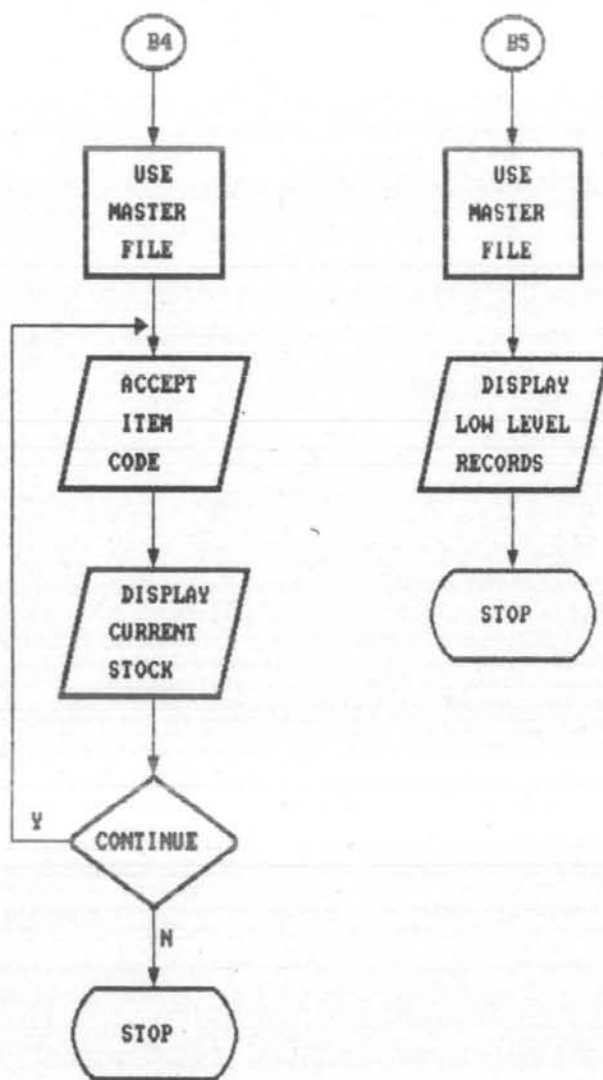 B4
USE
MASTER
FILE
ACCEPT
ITEM
CODE
DISPLAY
CURRENT
STOCK
CONTINUE
Y
N
STOP
B5
USE
MASTER
FILE
DISPLAY
LOW LEVEL
RECORDS
STOP